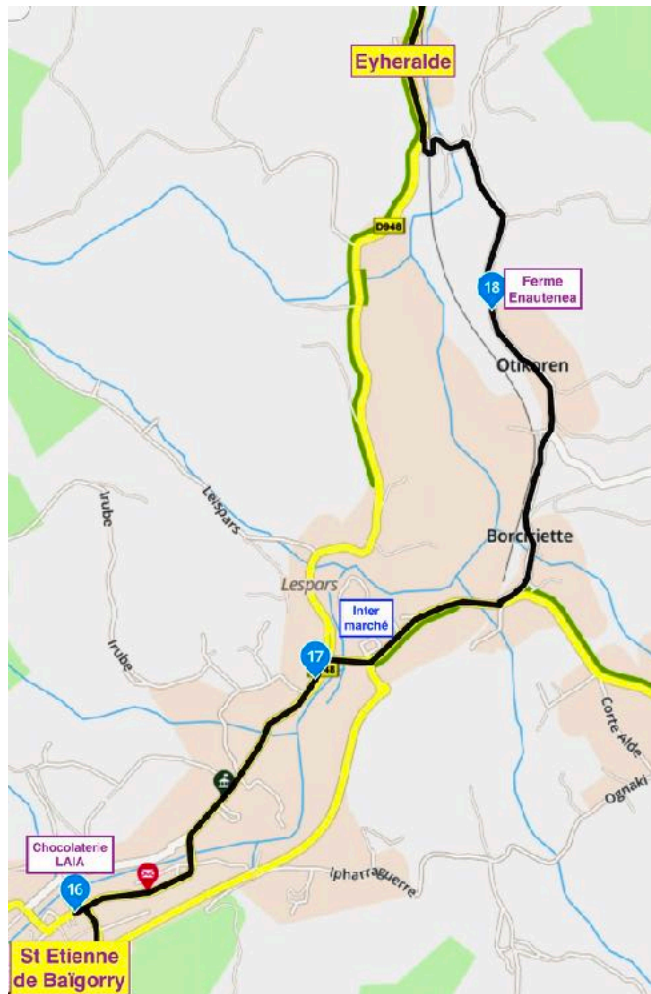 Eyheralde
D948
18
Ferme
Enautenea
Otikoren
Leispars
Irube
Borciriette
Lespars
Inter
marché
Irube
17
Corte Alde
Ognaki
Chocolaterie
LAIA
Ipharraguerre
16
St Etienne
de Baïgorry